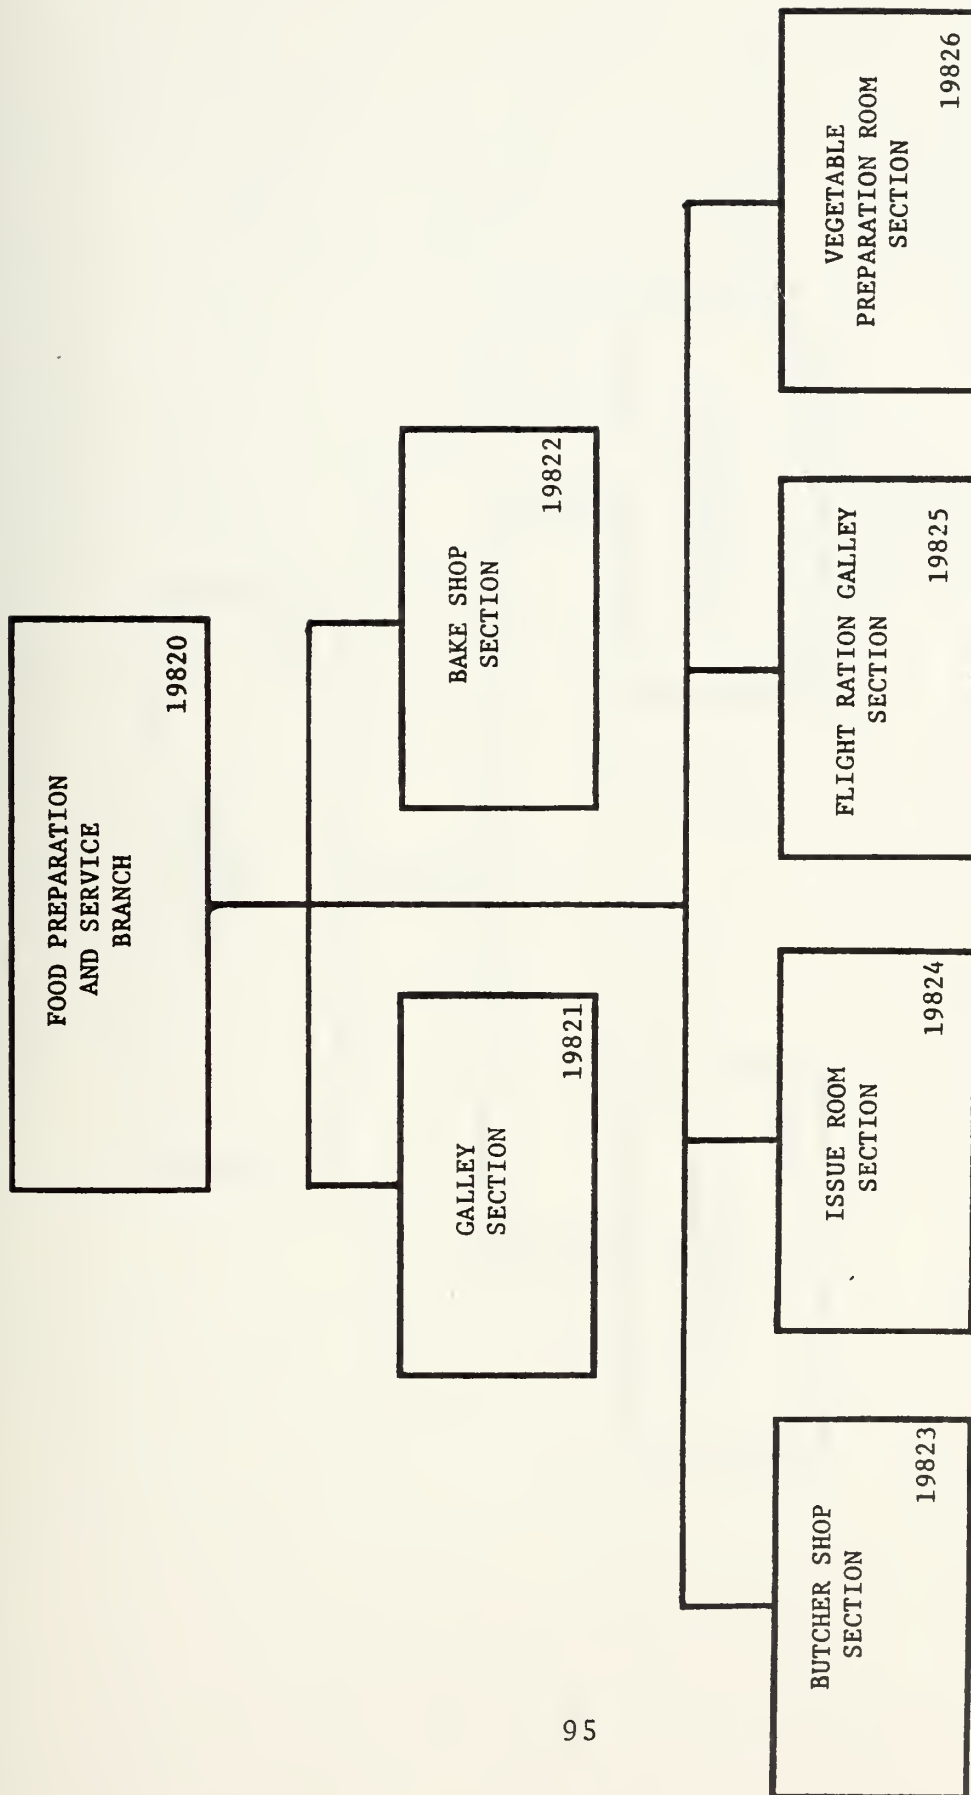 FOOD PREPARATION
AND SERVICE
BRANCH
19820
GALLEY
SECTION
19821
BAKE SHOP
SECTION
19822
BUTCHER SHOP
SECTION
19823
ISSUE ROOM
SECTION
19824
FLIGHT RATION GALLEY
SECTION
19825
VEGETABLE
PREPARATION ROOM
SECTION
19826
95